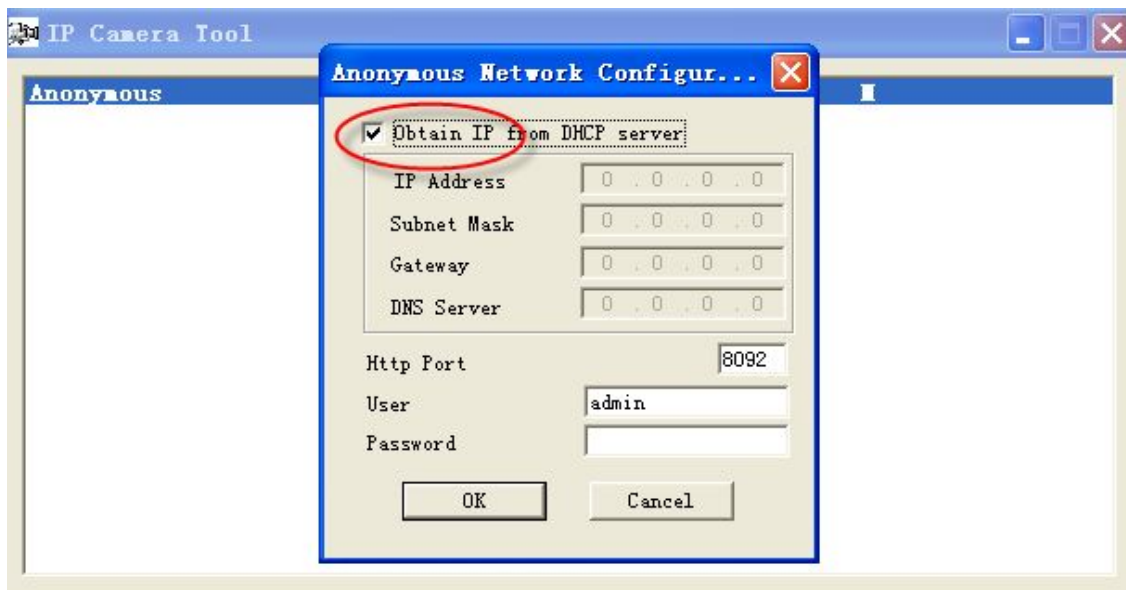 IP Camera Tool
Anonymous Network Configur...
Anonymous
Obtain IP from DHCP server
IP Address 0 . 0 . 0 . 0
Subnet Mask 0 . 0 . 0 . 0
Gateway 0 . 0 . 0 . 0
DNS Server 0 . 0 . 0 . 0
Http Port 8092
User admin
Password
OK Cancel